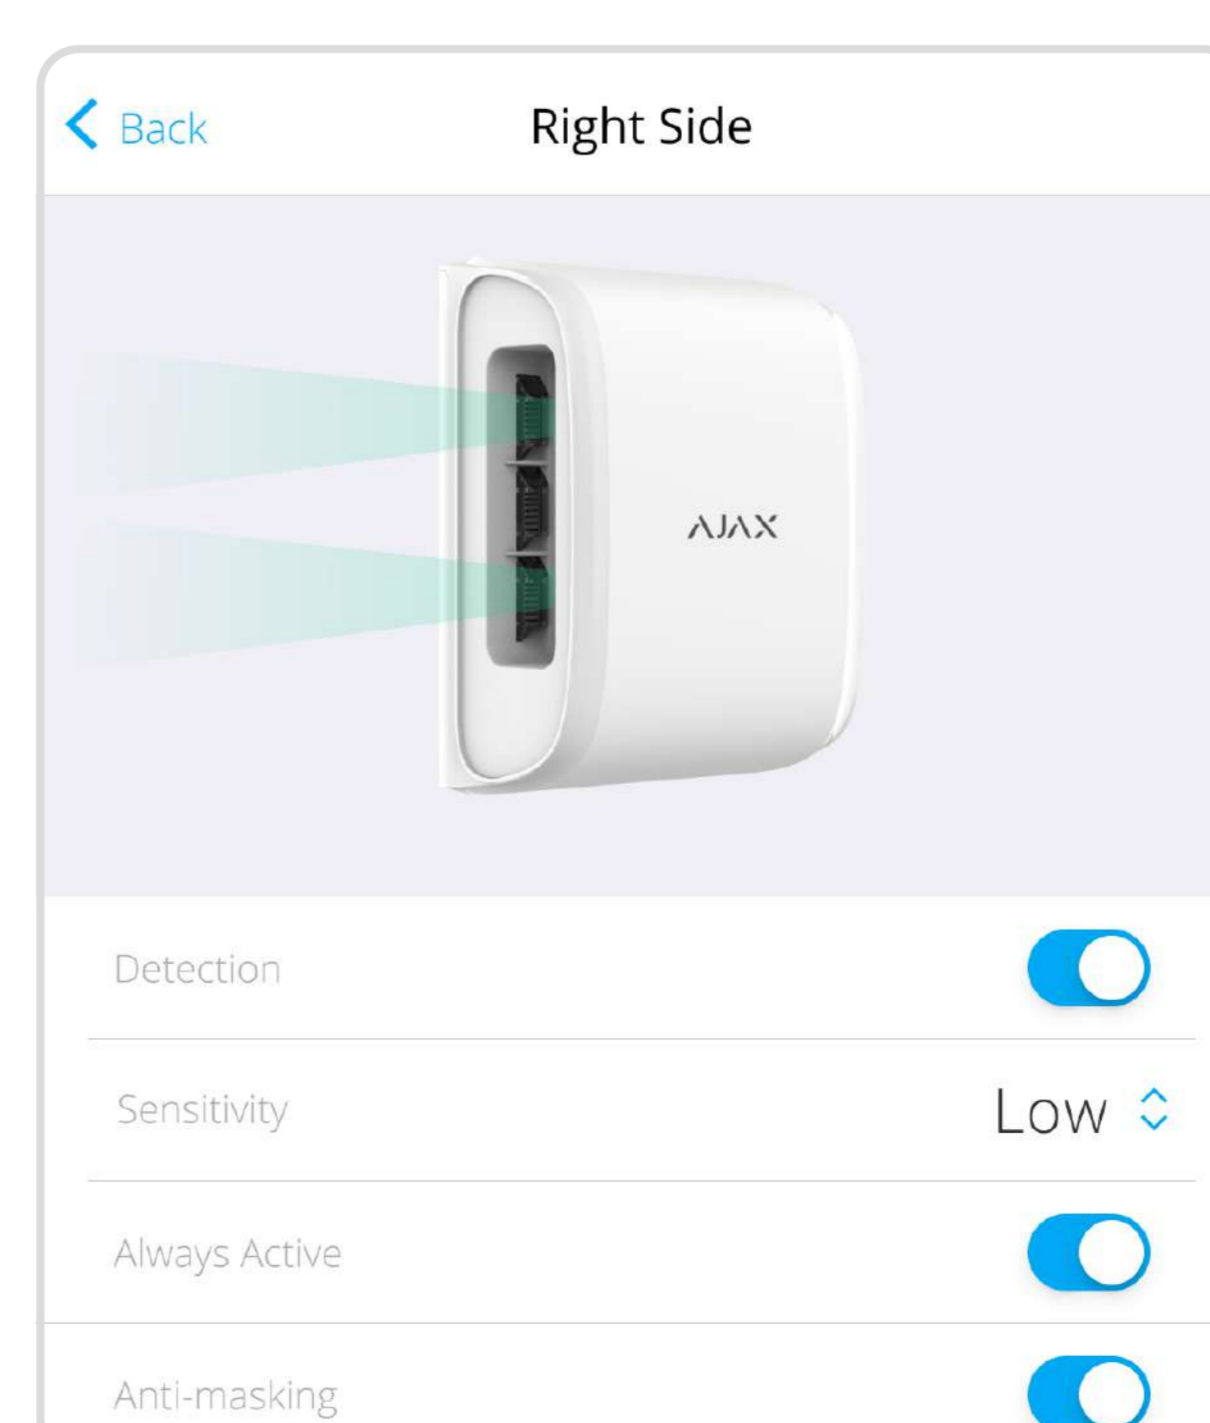 Back
Right Side
AJAX
Detection
Sensitivity
Low
Always Active
Anti-masking